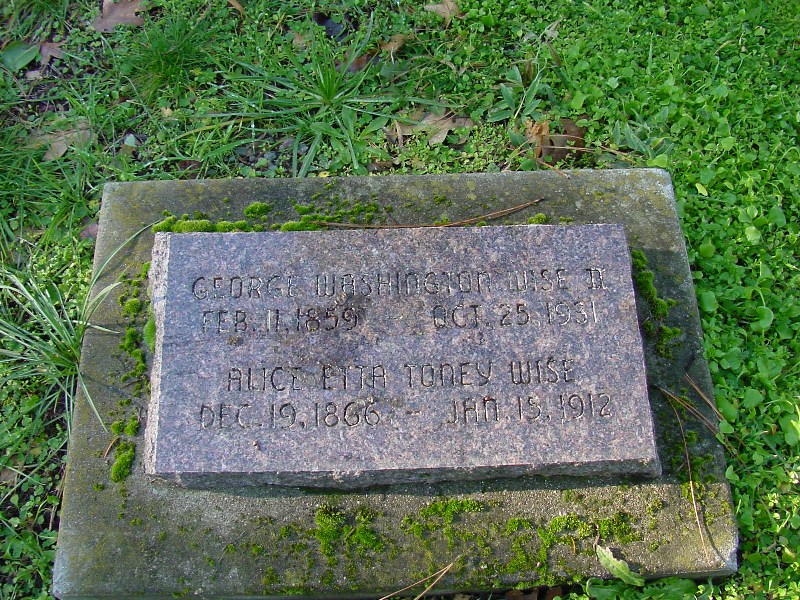 GEORGE WASHINGTON WISE II
FEB. 11, 1859 - OCT. 25, 1931
ALICE ETTA TONEY WISE
DEC. 19, 1866 - JAN. 15, 1912